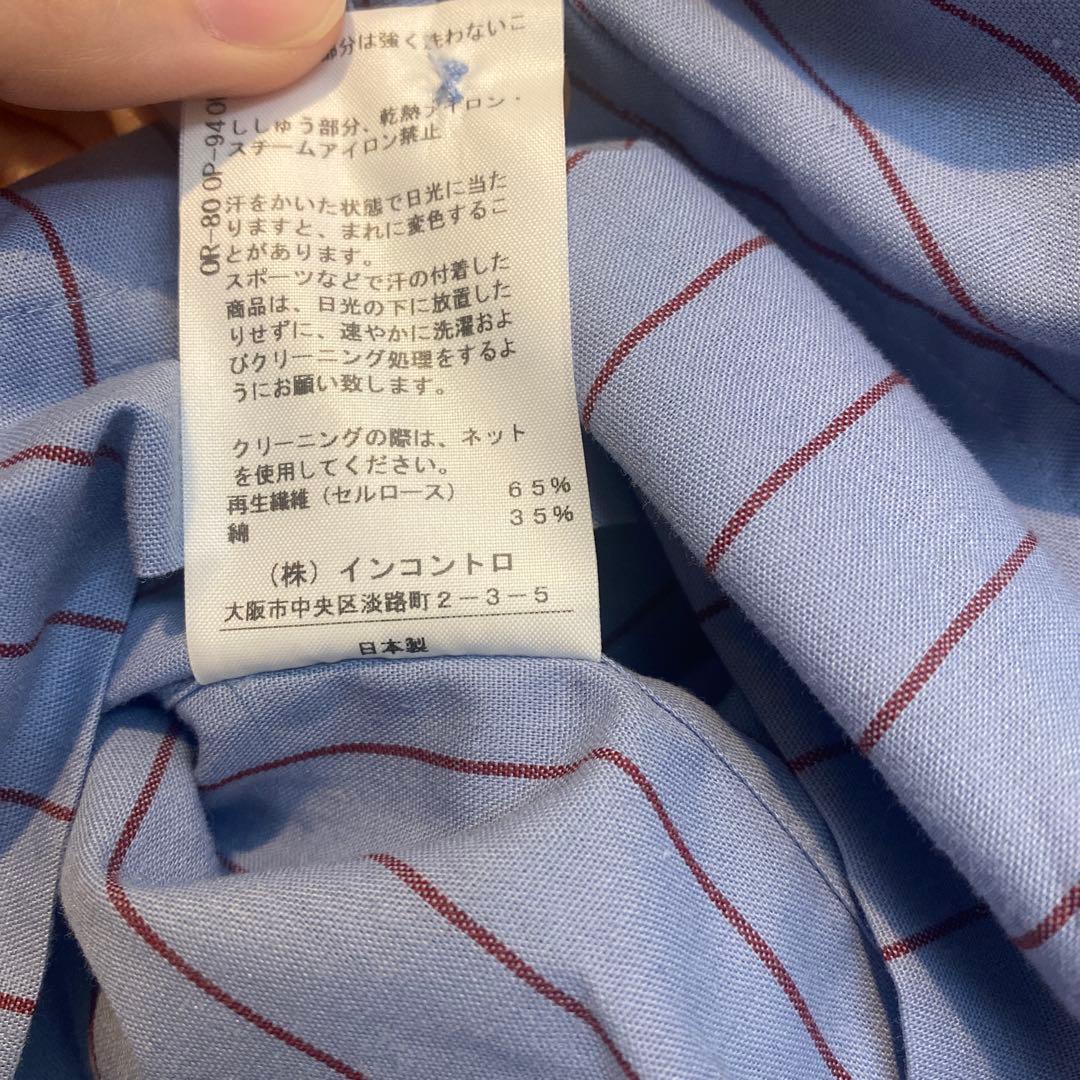 部分は強く洗わないこ
ししゅう部分、乾熱アイロン・
スチームアイロン禁止
汗をかいた状態で日光に当た
りますと、まれに変色するこ
とがあります。
スポーツなどで汗の付着した
商品は、日光の下に放置した
りせずに、速やかに洗濯およ
びクリーニング処理をするよ
うにお願い致します。
クリーニングの際は、ネット
を使用してください。
再生繊維（セルロース） 65%
綿 35%
（株）インコントロ
大阪市中央区淡路町2-3-5
日本製
OR-80 OP-940